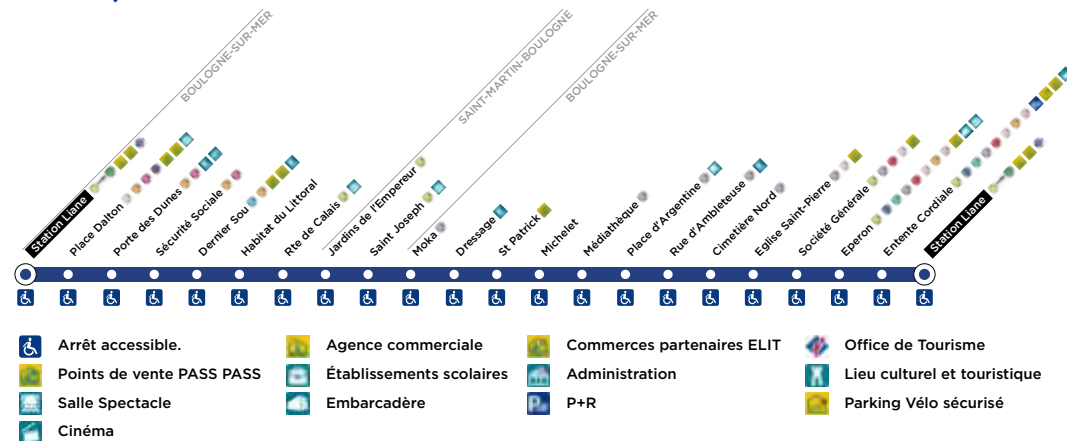 BOULOGNE-SUR-MER
SAINT-MARTIN-BOULOGNE
BOULOGNE-SUR-MER
Station Liane
Place Dalton
Porte des Dunes
Sécurité Sociale
Dernier Sou
Habitat du Littoral
Rte de Calais
Jardins de l'Empereur
Saint Joseph
Moka
Dressage
St Patrick
Michelet
Médiathèque
Place d'Argentine
Rue d'Ambleteuse
Cimetière Nord
Eglise Saint-Pierre
Société Générale
Eperon
Entente Cordiale
Station Liane
Arrêt accessible.
Points de vente PASS PASS
Salle Spectacle
Cinéma
Agence commerciale
Établissements scolaires
Embarcadère
Commerces partenaires ELIT
Administration
P+R
Office de Tourisme
Lieu culturel et touristique
Parking Vélo sécurisé